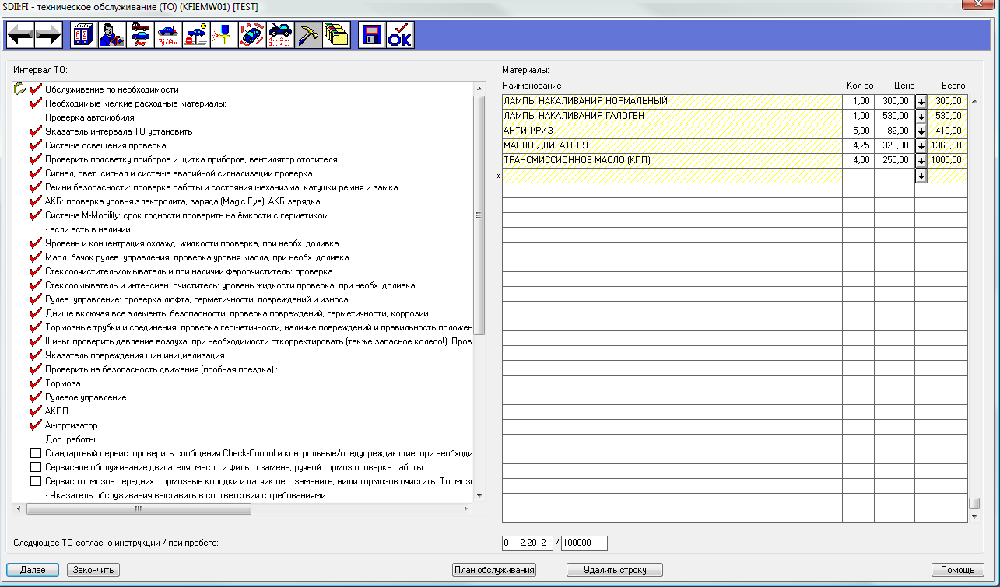 SDII:FI - техническое обслуживание (ТО) (KFIEMW01) [TEST]
A Z
Bj/AV
1... 2...
3... 4...
OK
Интервал ТО:
Обслуживание по необходимости
Необходимые мелкие расходные материалы:
Проверка автомобиля
Указатель интервала ТО установить
Система освещения проверка
Проверить подсветку приборов и щитка приборов, вентилятор отопителя
Сигнал, свет. сигнал и система аварийной сигнализации проверка
Ремни безопасности: проверка работы и состояния механизма, катушки ремня и замка
АКБ: проверка уровня электролита, заряда (Magic Eye), АКБ зарядка
Система M-Mobility: срок годности проверить на ёмкости с герметиком
- если есть в наличии
Уровень и концентрация охлажд. жидкости проверка, при необх. доливка
Масл. бачок рулев. управления: проверка уровня масла, при необх. доливка
Стеклоочиститель/омыватель и при наличии Фароочиститель: проверка
Стеклоомыватель и интенсивн. очиститель: уровень жидкости проверка, при необх. доливка
Рулев. управление: проверка люфта, герметичности, повреждений и износа
Днище включая все элементы безопасности: проверка повреждений, герметичности, коррозии
Тормозные трубки и соединения: проверка герметичности, наличие повреждений и правильность положен
Шины: проверить давление воздуха, при необходимости откорректировать (также запасное колесо!). Пров
Указатель повреждения шин инициализация
Проверить на безопасность движения (пробная поездка) :
Тормоза
Рулевое управление
АКПП
Амортизатор
Доп. работы
Стандартный сервис: проверить сообщения Check-Control и контрольные/предупреждающие, при необходи
Сервисное обслуживание двигателя: масло и фильтр замена, ручной тормоз проверка работы
Сервис тормозов передних: тормозные колодки и датчик пер. заменить, ниши тормозов очистить. Тормозн
- Указатель обслуживания выставить в соответствии с требованиями
Материалы:
Наименование Кол-во Цена Всего
ЛАМПЫ НАКАЛИВАНИЯ НОРМАЛЬНЫЙ 1,00 300,00 300,00
ЛАМПЫ НАКАЛИВАНИЯ ГАЛОГЕН 1,00 530,00 530,00
АНТИФРИЗ 5,00 82,00 410,00
МАСЛО ДВИГАТЕЛЯ 4,25 320,00 1360,00
ТРАНСМИССИОННОЕ МАСЛО (КПП) 4,00 250,00 1000,00
»
Следующее ТО согласно инструкции / при пробеге: 01.12.2012 / 100000
Далее Закончить План обслуживания Удалить строку Помощь